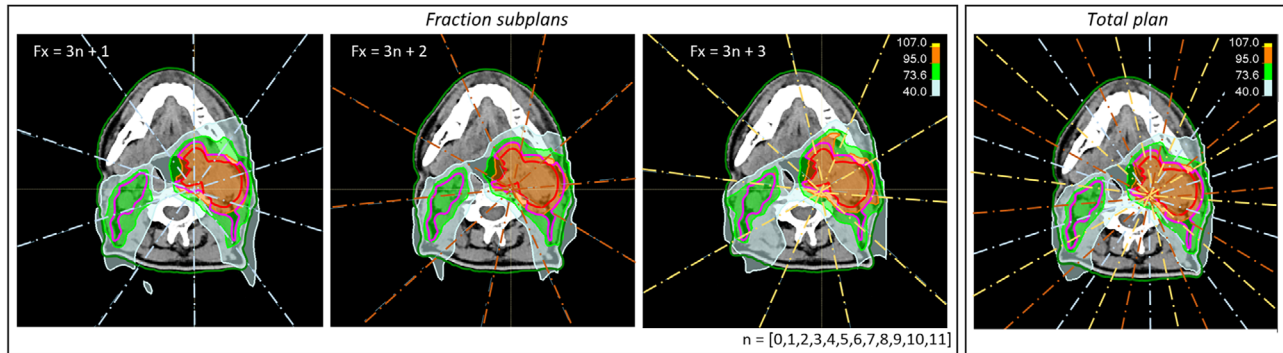 Fraction subplans
Total plan
Fx = 3n + 1
Fx = 3n + 2
Fx = 3n + 3
107.0
95.0
73.6
40.0
107.0
95.0
73.6
40.0
n = [0,1,2,3,4,5,6,7,8,9,10,11]